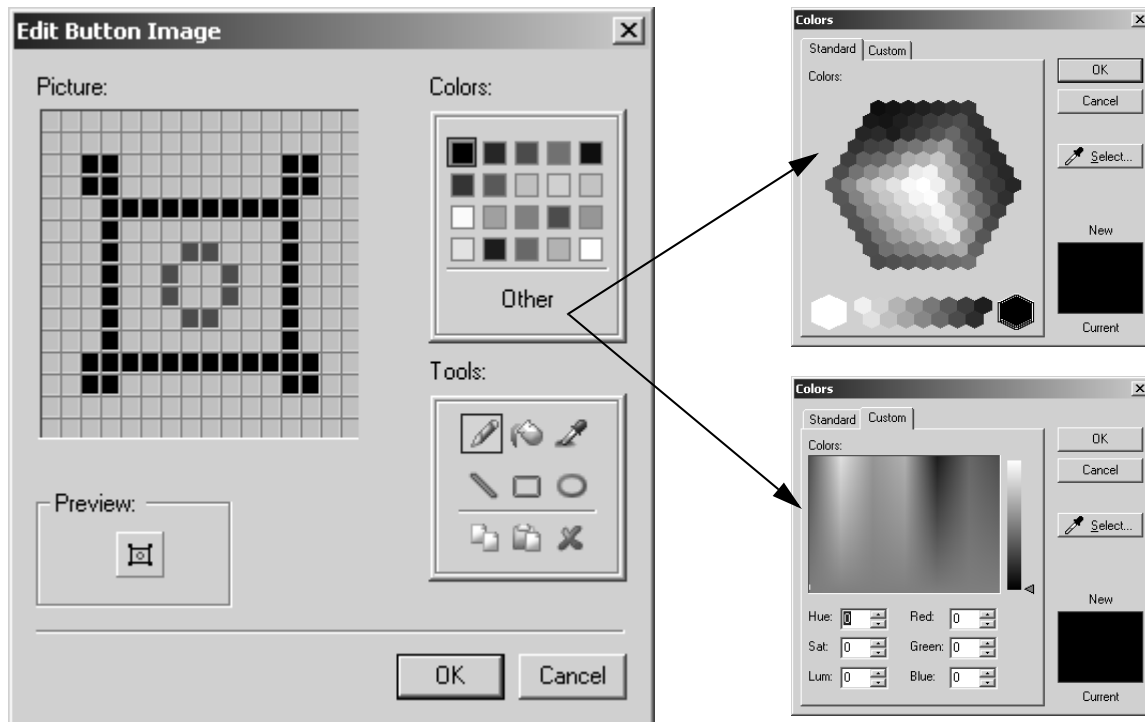 Edit Button Image
Picture:
Colors:
Other
Tools:
Preview:
OK
Cancel
Colors
Standard
Custom
Colors:
OK
Cancel
Select...
New
Current
Colors
Standard
Custom
Colors:
OK
Cancel
Select...
Hue: 0 Red: 0
Sat: 0 Green: 0
Lum: 0 Blue: 0
New
Current